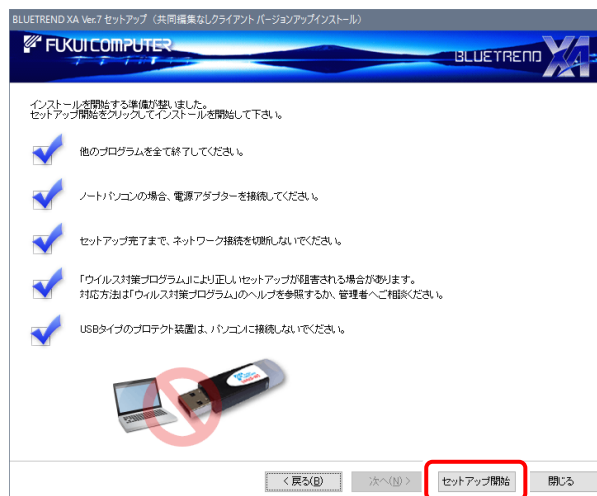 BLUETREND XA Ver.7 セットアップ（共同編集なしクライアント バージョンアップインストール）
FUKUI COMPUTER
BLUETREND XA
インストールを開始する準備が整いました。
セットアップ開始をクリックしてインストールを開始して下さい。
他のプログラムを全て終了してください。
ノートパソコンの場合、電源アダプターを接続してください。
セットアップ完了まで、ネットワーク接続を切断しないでください。
「ウイルス対策プログラム」により正しいセットアップが阻害される場合があります。
対応方法は「ウィルス対策プログラム」のヘルプを参照するか、管理者へご相談ください。
USBタイプのプロテクト装置は、パソコンに接続しないでください。
< 戻る(B) 次へ(N) > セットアップ開始 閉じる